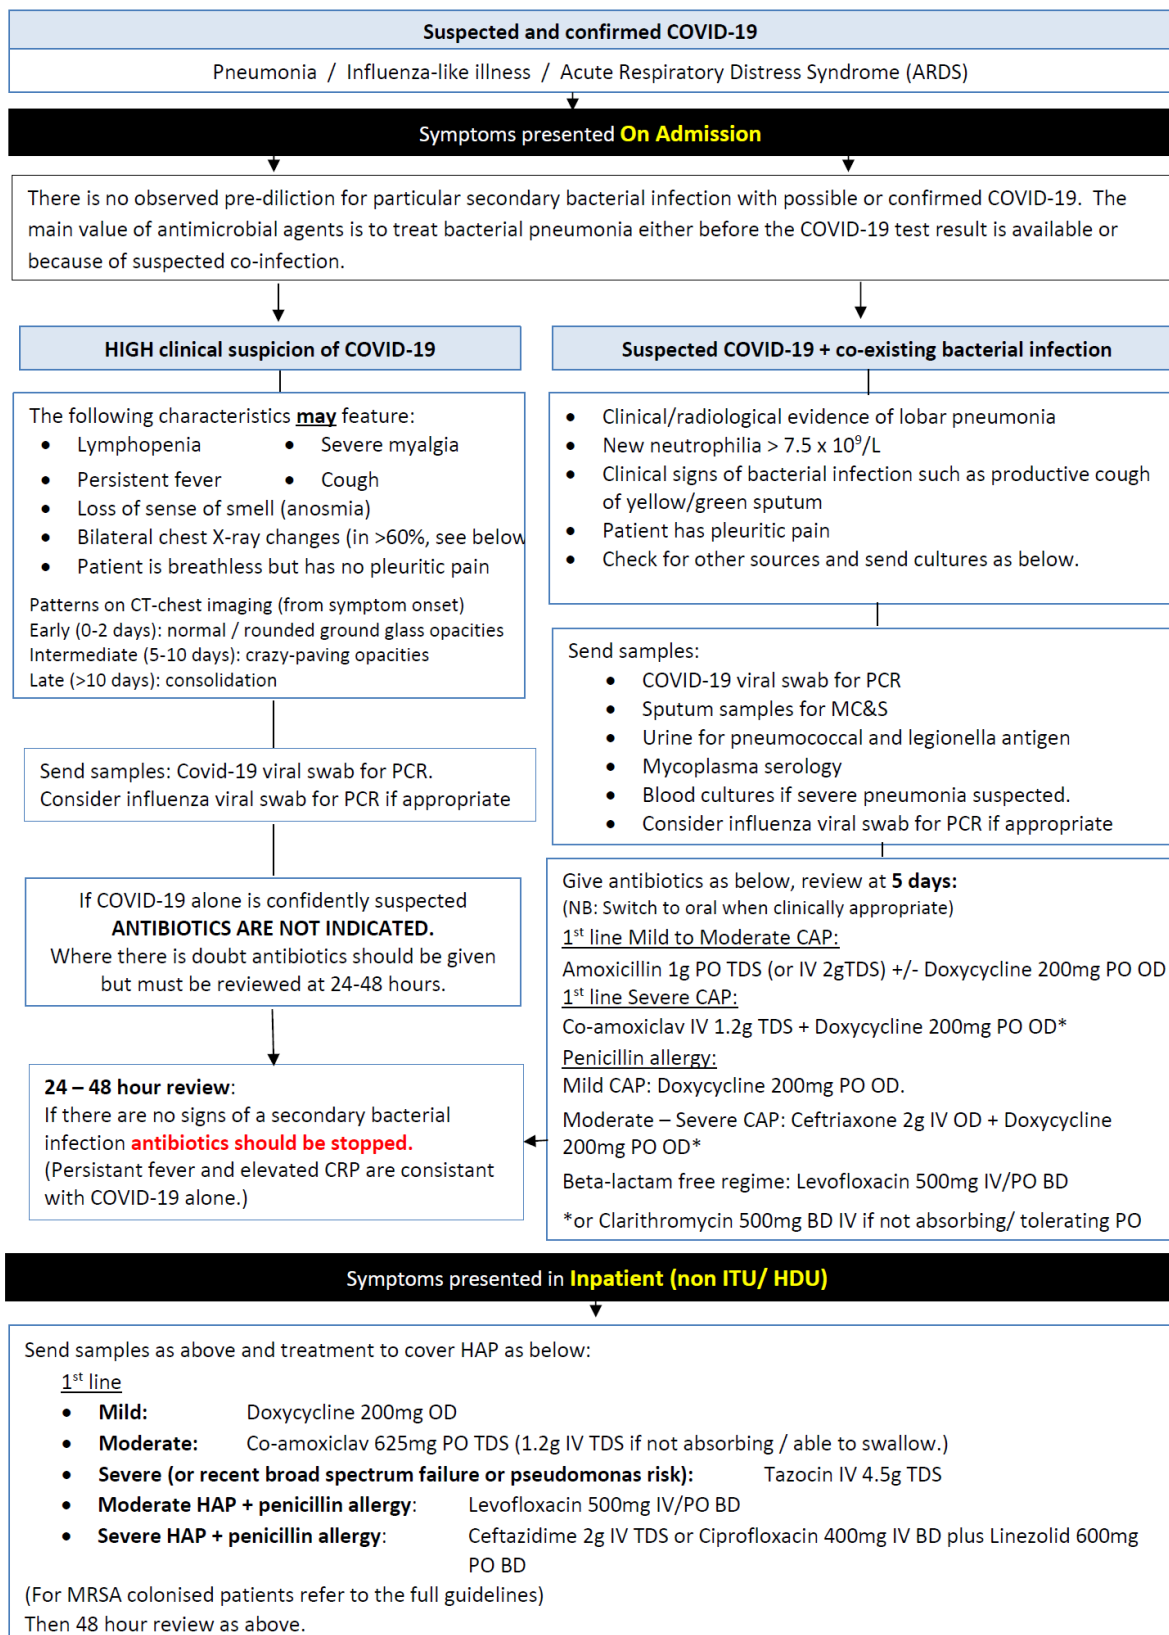 Suspected and confirmed COVID-19
Pneumonia / Influenza-like illness / Acute Respiratory Distress Syndrome (ARDS)
Symptoms presented On Admission
There is no observed pre-diliction for particular secondary bacterial infection with possible or confirmed COVID-19. The
main value of antimicrobial agents is to treat bacterial pneumonia either before the COVID-19 test result is available or
because of suspected co-infection.
HIGH clinical suspicion of COVID-19
The following characteristics may feature:
• Lymphopenia • Severe myalgia
• Persistent fever • Cough
• Loss of sense of smell (anosmia)
• Bilateral chest X-ray changes (in >60%, see below
• Patient is breathless but has no pleuritic pain
Patterns on CT-chest imaging (from symptom onset)
Early (0-2 days): normal / rounded ground glass opacities
Intermediate (5-10 days): crazy-paving opacities
Late (>10 days): consolidation
Send samples: Covid-19 viral swab for PCR.
Consider influenza viral swab for PCR if appropriate
If COVID-19 alone is confidently suspected
ANTIBIOTICS ARE NOT INDICATED.
Where there is doubt antibiotics should be given
but must be reviewed at 24-48 hours.
24 – 48 hour review:
If there are no signs of a secondary bacterial
infection antibiotics should be stopped.
(Persistant fever and elevated CRP are consistant
with COVID-19 alone.)
Suspected COVID-19 + co-existing bacterial infection
• Clinical/radiological evidence of lobar pneumonia
• New neutrophilia > 7.5 x 10⁹/L
• Clinical signs of bacterial infection such as productive cough
of yellow/green sputum
• Patient has pleuritic pain
• Check for other sources and send cultures as below.
Send samples:
• COVID-19 viral swab for PCR
• Sputum samples for MC&S
• Urine for pneumococcal and legionella antigen
• Mycoplasma serology
• Blood cultures if severe pneumonia suspected.
• Consider influenza viral swab for PCR if appropriate
Give antibiotics as below, review at 5 days:
(NB: Switch to oral when clinically appropriate)
1st line Mild to Moderate CAP:
Amoxicillin 1g PO TDS (or IV 2gTDS) +/- Doxycycline 200mg PO OD
1st line Severe CAP:
Co-amoxiclav IV 1.2g TDS + Doxycycline 200mg PO OD*
Penicillin allergy:
Mild CAP: Doxycycline 200mg PO OD.
Moderate – Severe CAP: Ceftriaxone 2g IV OD + Doxycycline
200mg PO OD*
Beta-lactam free regime: Levofloxacin 500mg IV/PO BD
*or Clarithromycin 500mg BD IV if not absorbing/ tolerating PO
Symptoms presented in Inpatient (non ITU/ HDU)
Send samples as above and treatment to cover HAP as below:
1st line
• Mild: Doxycycline 200mg OD
• Moderate: Co-amoxiclav 625mg PO TDS (1.2g IV TDS if not absorbing / able to swallow.)
• Severe (or recent broad spectrum failure or pseudomonas risk): Tazocin IV 4.5g TDS
• Moderate HAP + penicillin allergy: Levofloxacin 500mg IV/PO BD
• Severe HAP + penicillin allergy: Ceftazidime 2g IV TDS or Ciprofloxacin 400mg IV BD plus Linezolid 600mg
PO BD
(For MRSA colonised patients refer to the full guidelines)
Then 48 hour review as above.